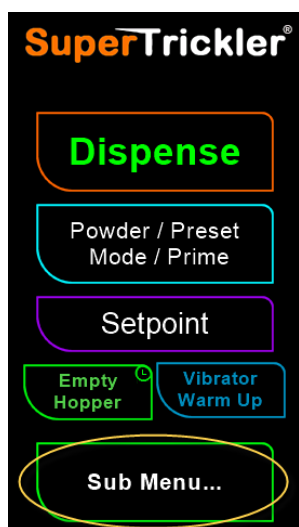 SuperTrickler®
Dispense
Powder / Preset
Mode / Prime
Setpoint
Empty
Hopper
Vibrator
Warm Up
Sub Menu...